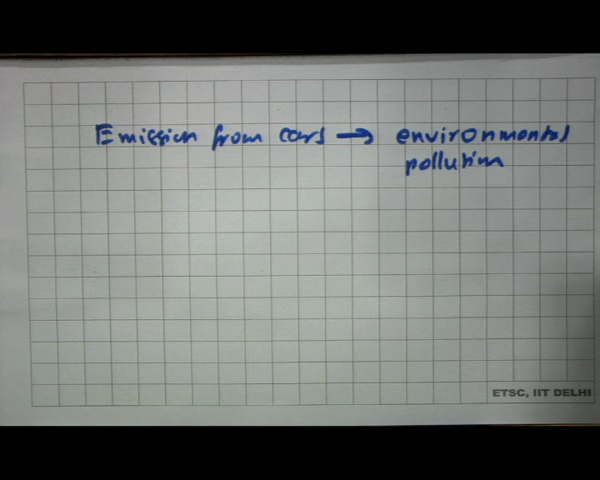 Emission from cars → environmental
pollution
ETSC, IIT DELHI